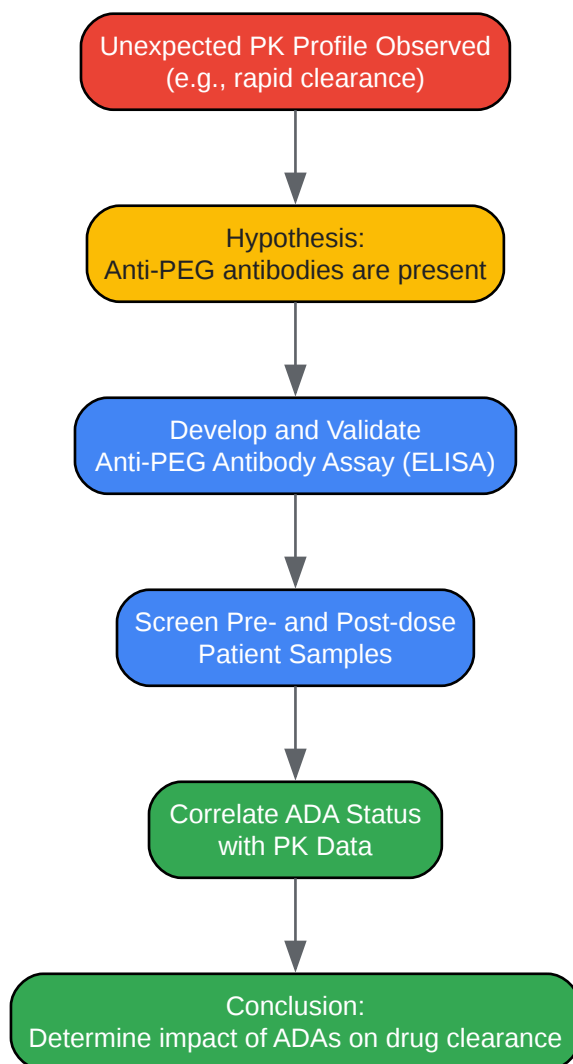 Unexpected PK Profile Observed
(e.g., rapid clearance)
Hypothesis:
Anti-PEG antibodies are present
Develop and Validate
Anti-PEG Antibody Assay (ELISA)
Screen Pre- and Post-dose
Patient Samples
Correlate ADA Status
with PK Data
Conclusion:
Determine impact of ADAs on drug clearance